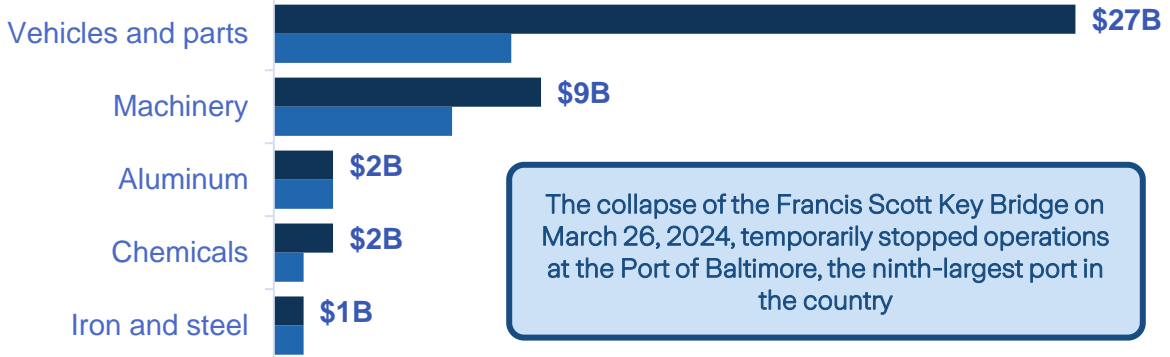 Vehicles and parts $27B
Machinery $9B
Aluminum $2B
Chemicals $2B
Iron and steel $1B
The collapse of the Francis Scott Key Bridge on
March 26, 2024, temporarily stopped operations
at the Port of Baltimore, the ninth-largest port in
the country